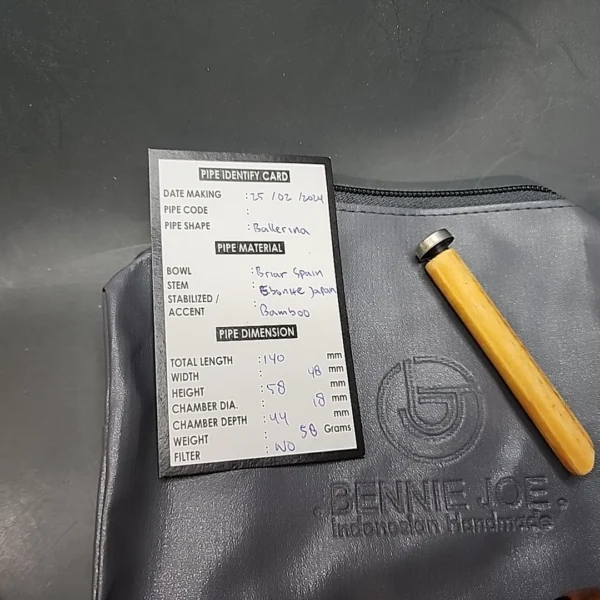 PIPE IDENTIFY CARD
DATE MAKING : 25 / 02 / 2024
PIPE CODE :
PIPE SHAPE : Ballerina
PIPE MATERIAL
BOWL : Briar Spain
STEM : Ebonite Japan
STABILIZED / ACCENT : Bamboo
PIPE DIMENSION
TOTAL LENGTH : 140 mm
WIDTH : 48 mm
HEIGHT : 58 mm
CHAMBER DIA. : 18 mm
CHAMBER DEPTH : 44 mm
WEIGHT : 58 Grams
FILTER : NO
BENNIE JOE
Indonesian Handmade